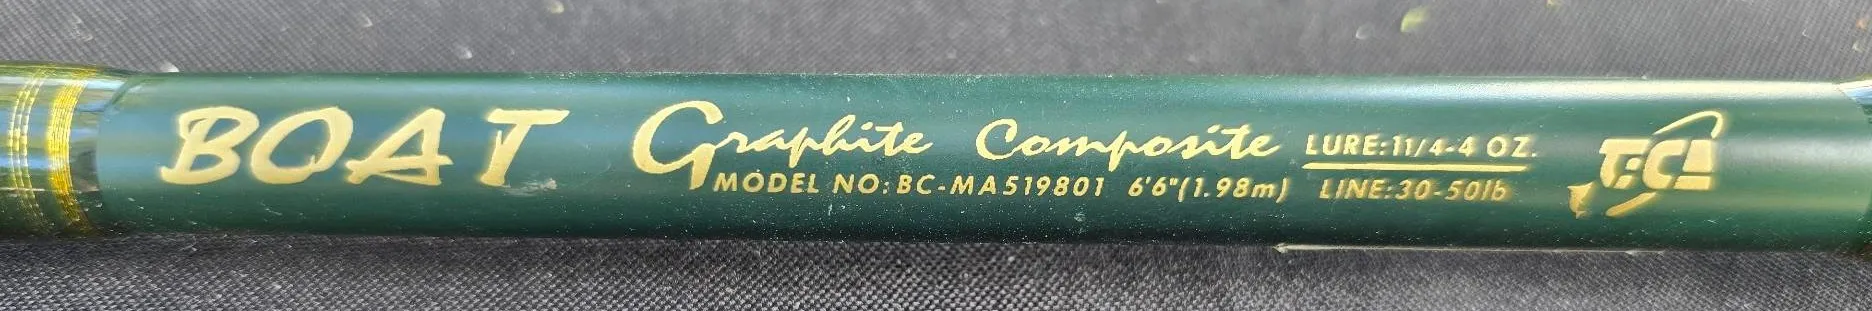 BOAT Graphite Composite
MODEL NO:BC-MA519801 6'6"(1.98m)
LURE:11/4-4 OZ.
LINE:30-50lb
TiCA